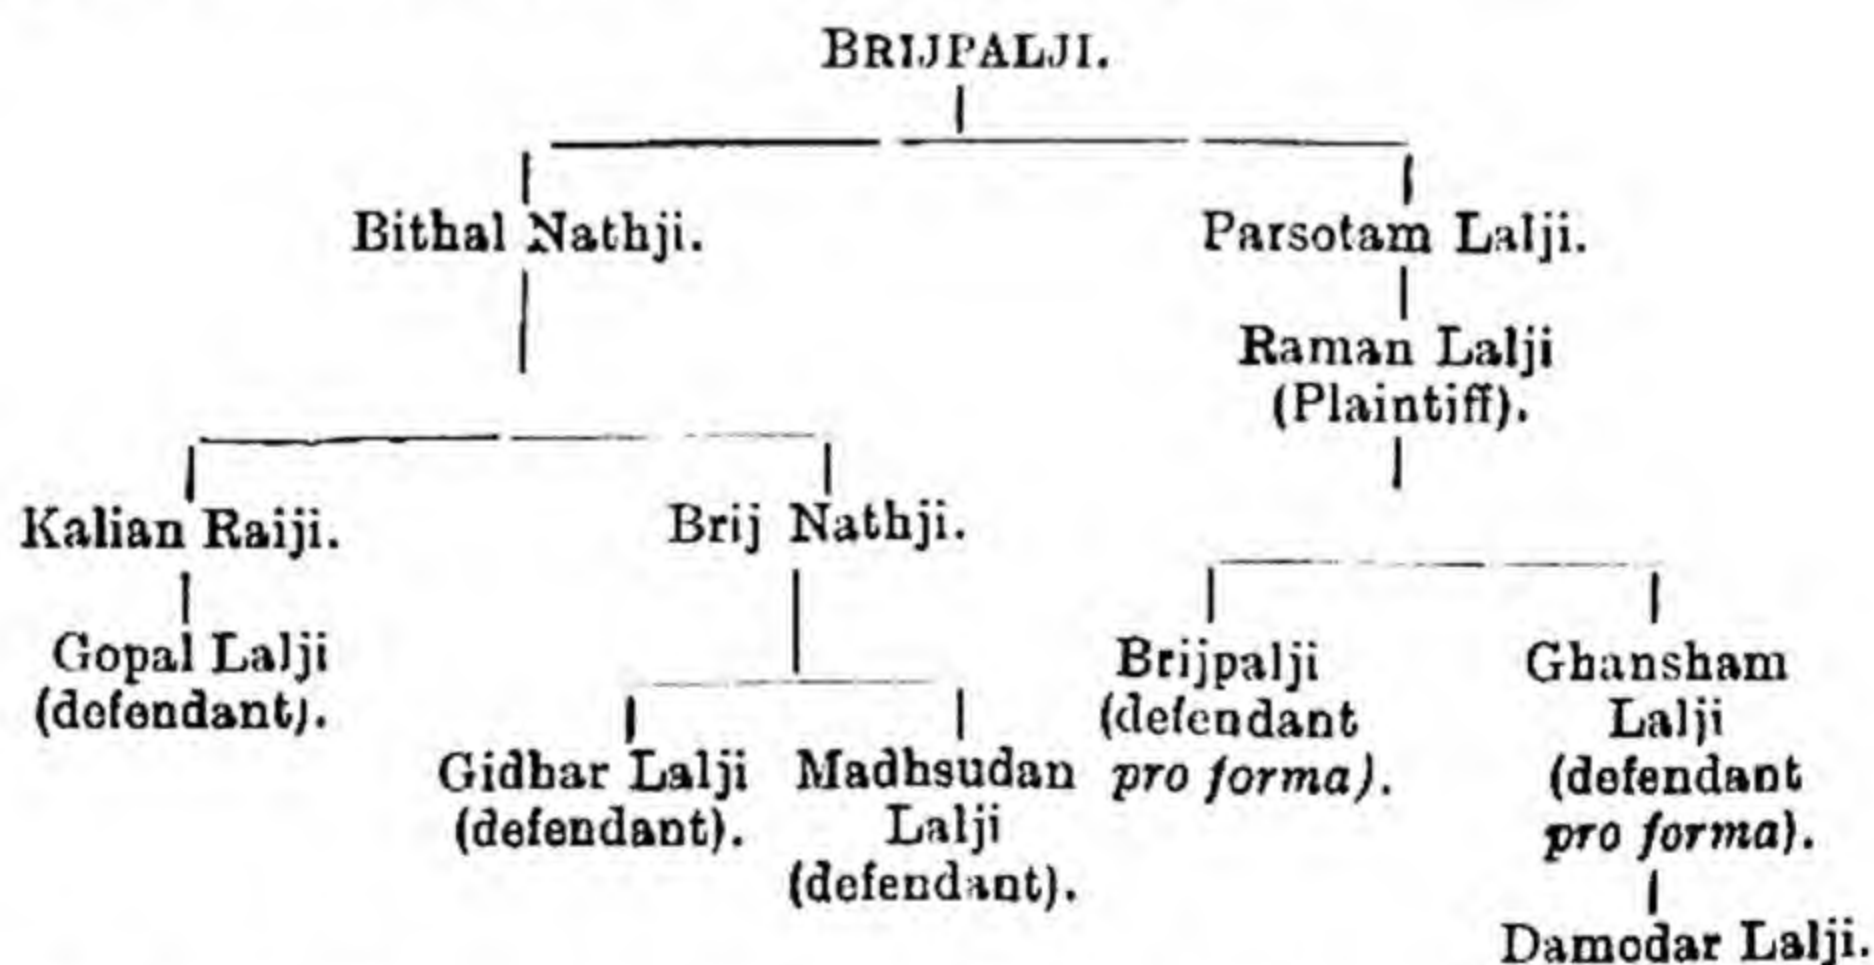 BRIJPALJI.
Bithal Nathji.
Parsotam Lalji.
Raman Lalji
(Plaintiff).
Kalian Raiji.
Brij Nathji.
Gopal Lalji
(defendant).
Gidhar Lalji
(defendant).
Madhsudan
Lalji
(defendant).
Brijpalji
(defendant
pro forma).
Ghansham
Lalji
(defendant
pro forma).
Damodar Lalji.